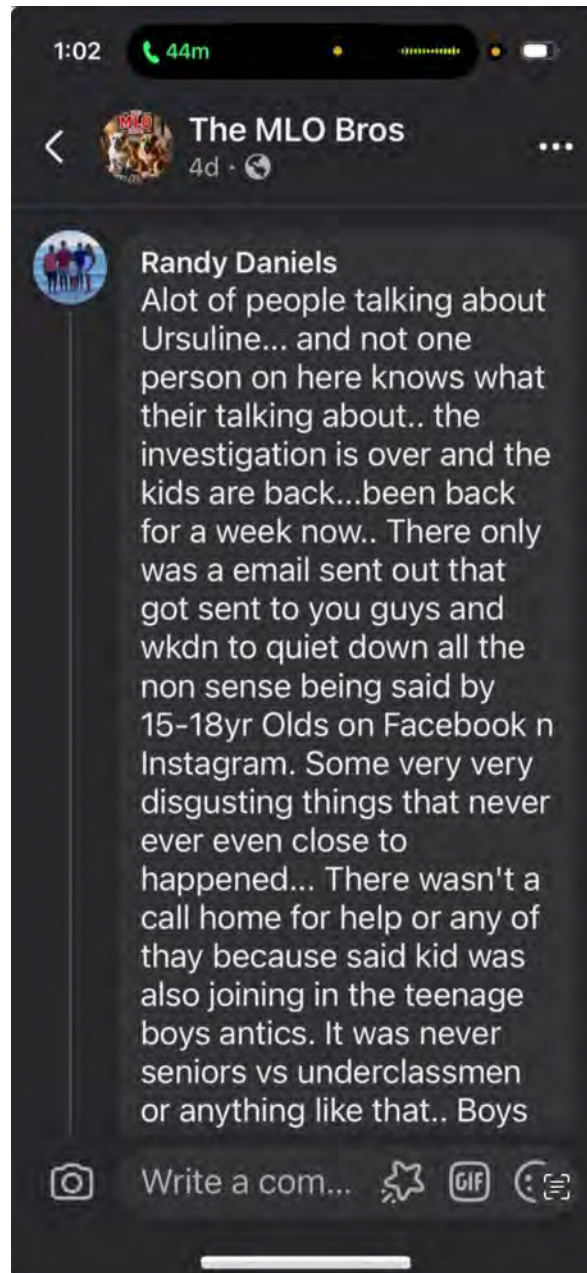 1:02 44m
The MLO Bros
4d
Randy Daniels
Alot of people talking about
Ursuline... and not one
person on here knows what
their talking about.. the
investigation is over and the
kids are back...been back
for a week now.. There only
was a email sent out that
got sent to you guys and
wkdn to quiet down all the
non sense being said by
15-18yr Olds on Facebook n
Instagram. Some very very
disgusting things that never
ever even close to
happened... There wasn't a
call home for help or any of
thay because said kid was
also joining in the teenage
boys antics. It was never
seniors vs underclassmen
or anything like that.. Boys
Write a com... GIF